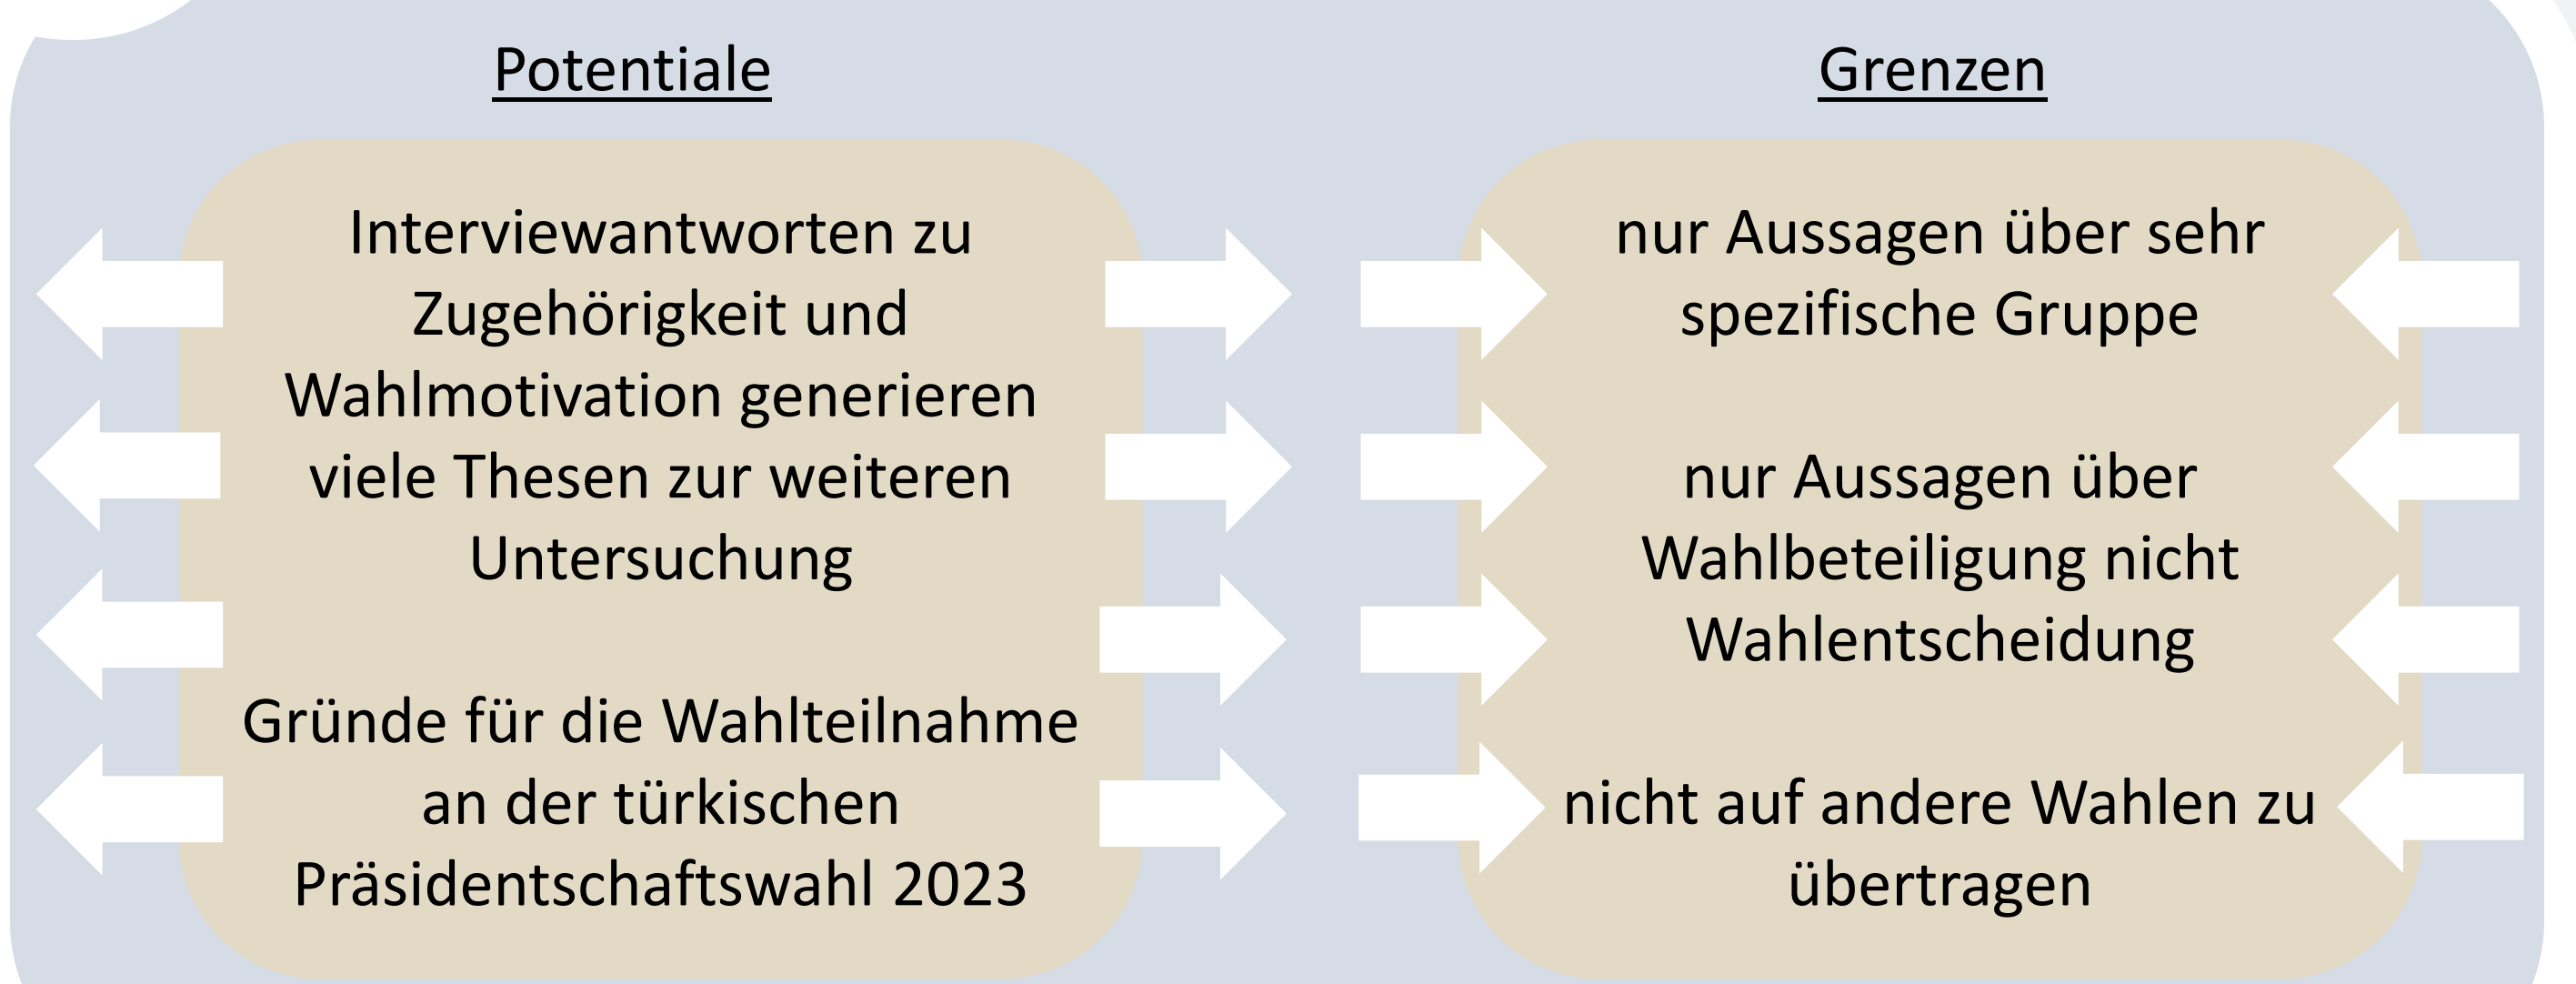 Potentiale
Interviewantworten zu
Zugehörigkeit und
Wahlmotivation generieren
viele Thesen zur weiteren
Untersuchung
Gründe für die Wahlteilnahme
an der türkischen
Präsidentschaftswahl 2023
Grenzen
nur Aussagen über sehr
spezifische Gruppe
nur Aussagen über
Wahlbeteiligung nicht
Wahlentscheidung
nicht auf andere Wahlen zu
übertragen